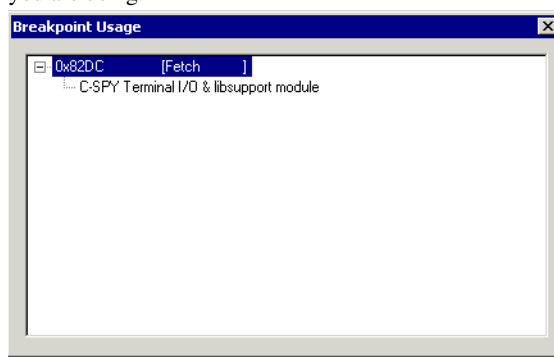 Breakpoint Usage
0x82DC [Fetch ]
C-SPY Terminal I/O & libsupport module